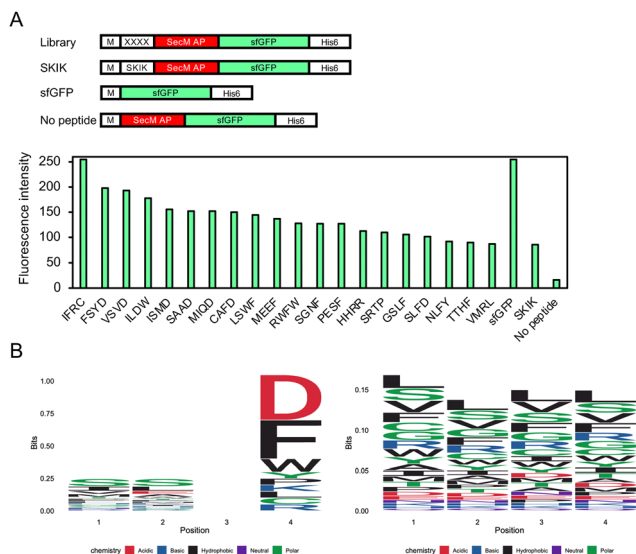 A
Library M XXXX SecM AP sfGFP His6
SKIK M SKIK SecM AP sfGFP His6
sfGFP M sfGFP His6
No peptide M SecM AP sfGFP His6
Fluorescence intensity
250
200
150
100
50
0
IFRC FSYD VSVD ILDW ISMD SAAD MIQD CAFD LSWF MEEF RWFW SGNF PESF HHRR SRTP GSLF SLFD NLFY TTHF VMRL sfGFP SKIK No peptide
B
Bits
1.00
0.75
0.50
0.25
0.00
D
F
W
1 2 3 4
Position
chemistry Acidic Basic Hydrophobic Neutral Polar
Bits
0.15
0.10
0.05
0.00
1 2 3 4
Position
chemistry Acidic Basic Hydrophobic Neutral Polar